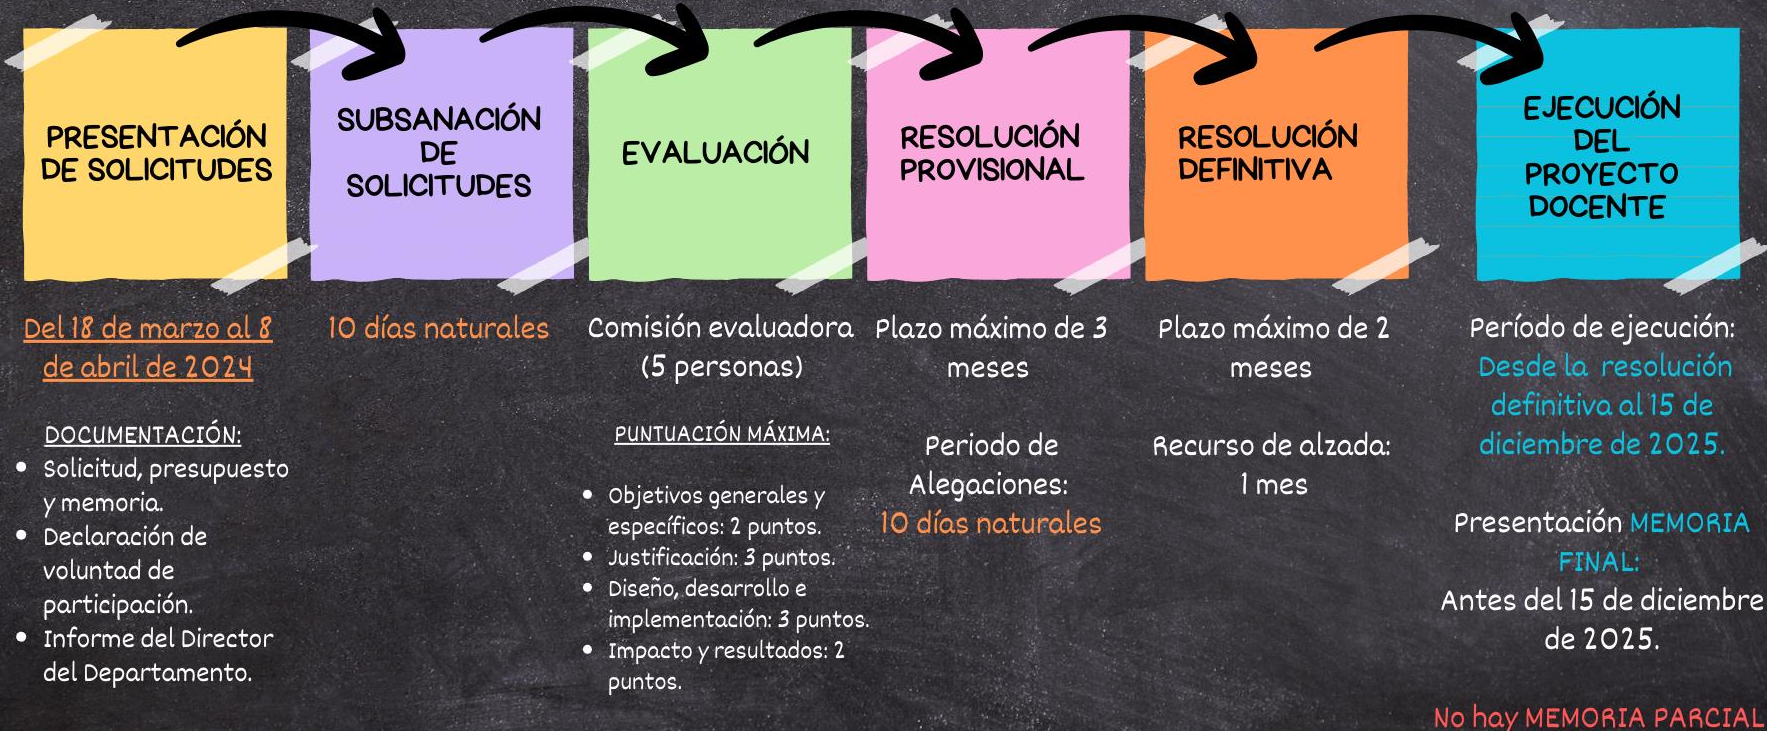 PRESENTACIÓN
DE SOLICITUDES
SUBSANACIÓN
DE
SOLICITUDES
EVALUACIÓN
RESOLUCIÓN
PROVISIONAL
RESOLUCIÓN
DEFINITIVA
EJECUCIÓN
DEL
PROYECTO
DOCENTE
Del 18 de marzo al 8
de abril de 2024
DOCUMENTACIÓN:
• Solicitud, presupuesto
y memoria.
• Declaración de
voluntad de
participación.
• Informe del Director
del Departamento.
10 días naturales
Comisión evaluadora
(5 personas)
PUNTUACIÓN MÁXIMA:
• Objetivos generales y
específicos: 2 puntos.
• Justificación: 3 puntos.
• Diseño, desarrollo e
implementación: 3 puntos.
• Impacto y resultados: 2
puntos.
Plazo máximo de 3
meses
Periodo de
Alegaciones:
10 días naturales
Plazo máximo de 2
meses
Recurso de alzada:
1 mes
Período de ejecución:
Desde la resolución
definitiva al 15 de
diciembre de 2025.
Presentación MEMORIA
FINAL:
Antes del 15 de diciembre
de 2025.
No hay MEMORIA PARCIAL